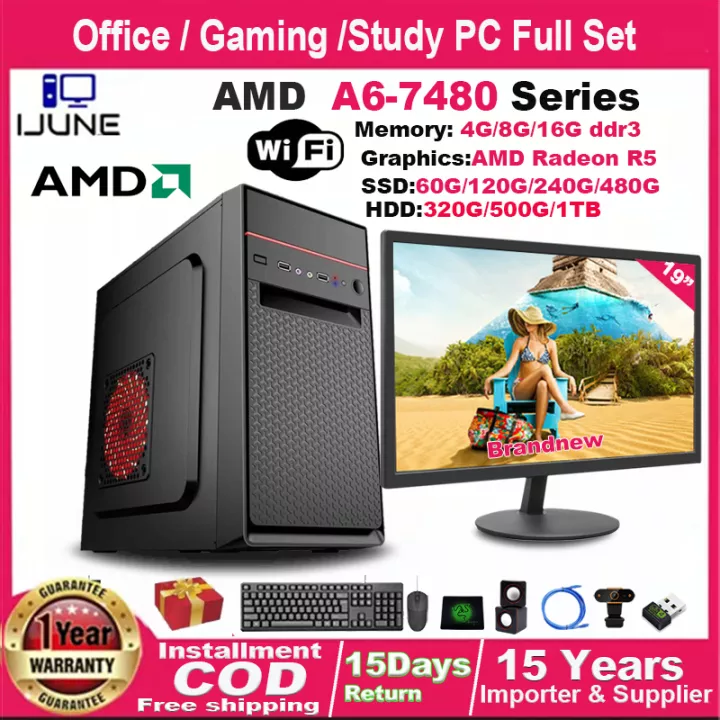 Office / Gaming /Study PC Full Set
IJUNE
AMD A6-7480 Series
WiFi
Memory: 4G/8G/16G ddr3
Graphics:AMD Radeon R5
AMD
SSD:60G/120G/240G/480G
HDD:320G/500G/1TB
19”
Brandnew
GUARANTEE
1 Year
WARRANTY
GUARANTEE
Installment
COD
Free shipping
15Days
Return
15 Years
Importer & Supplier